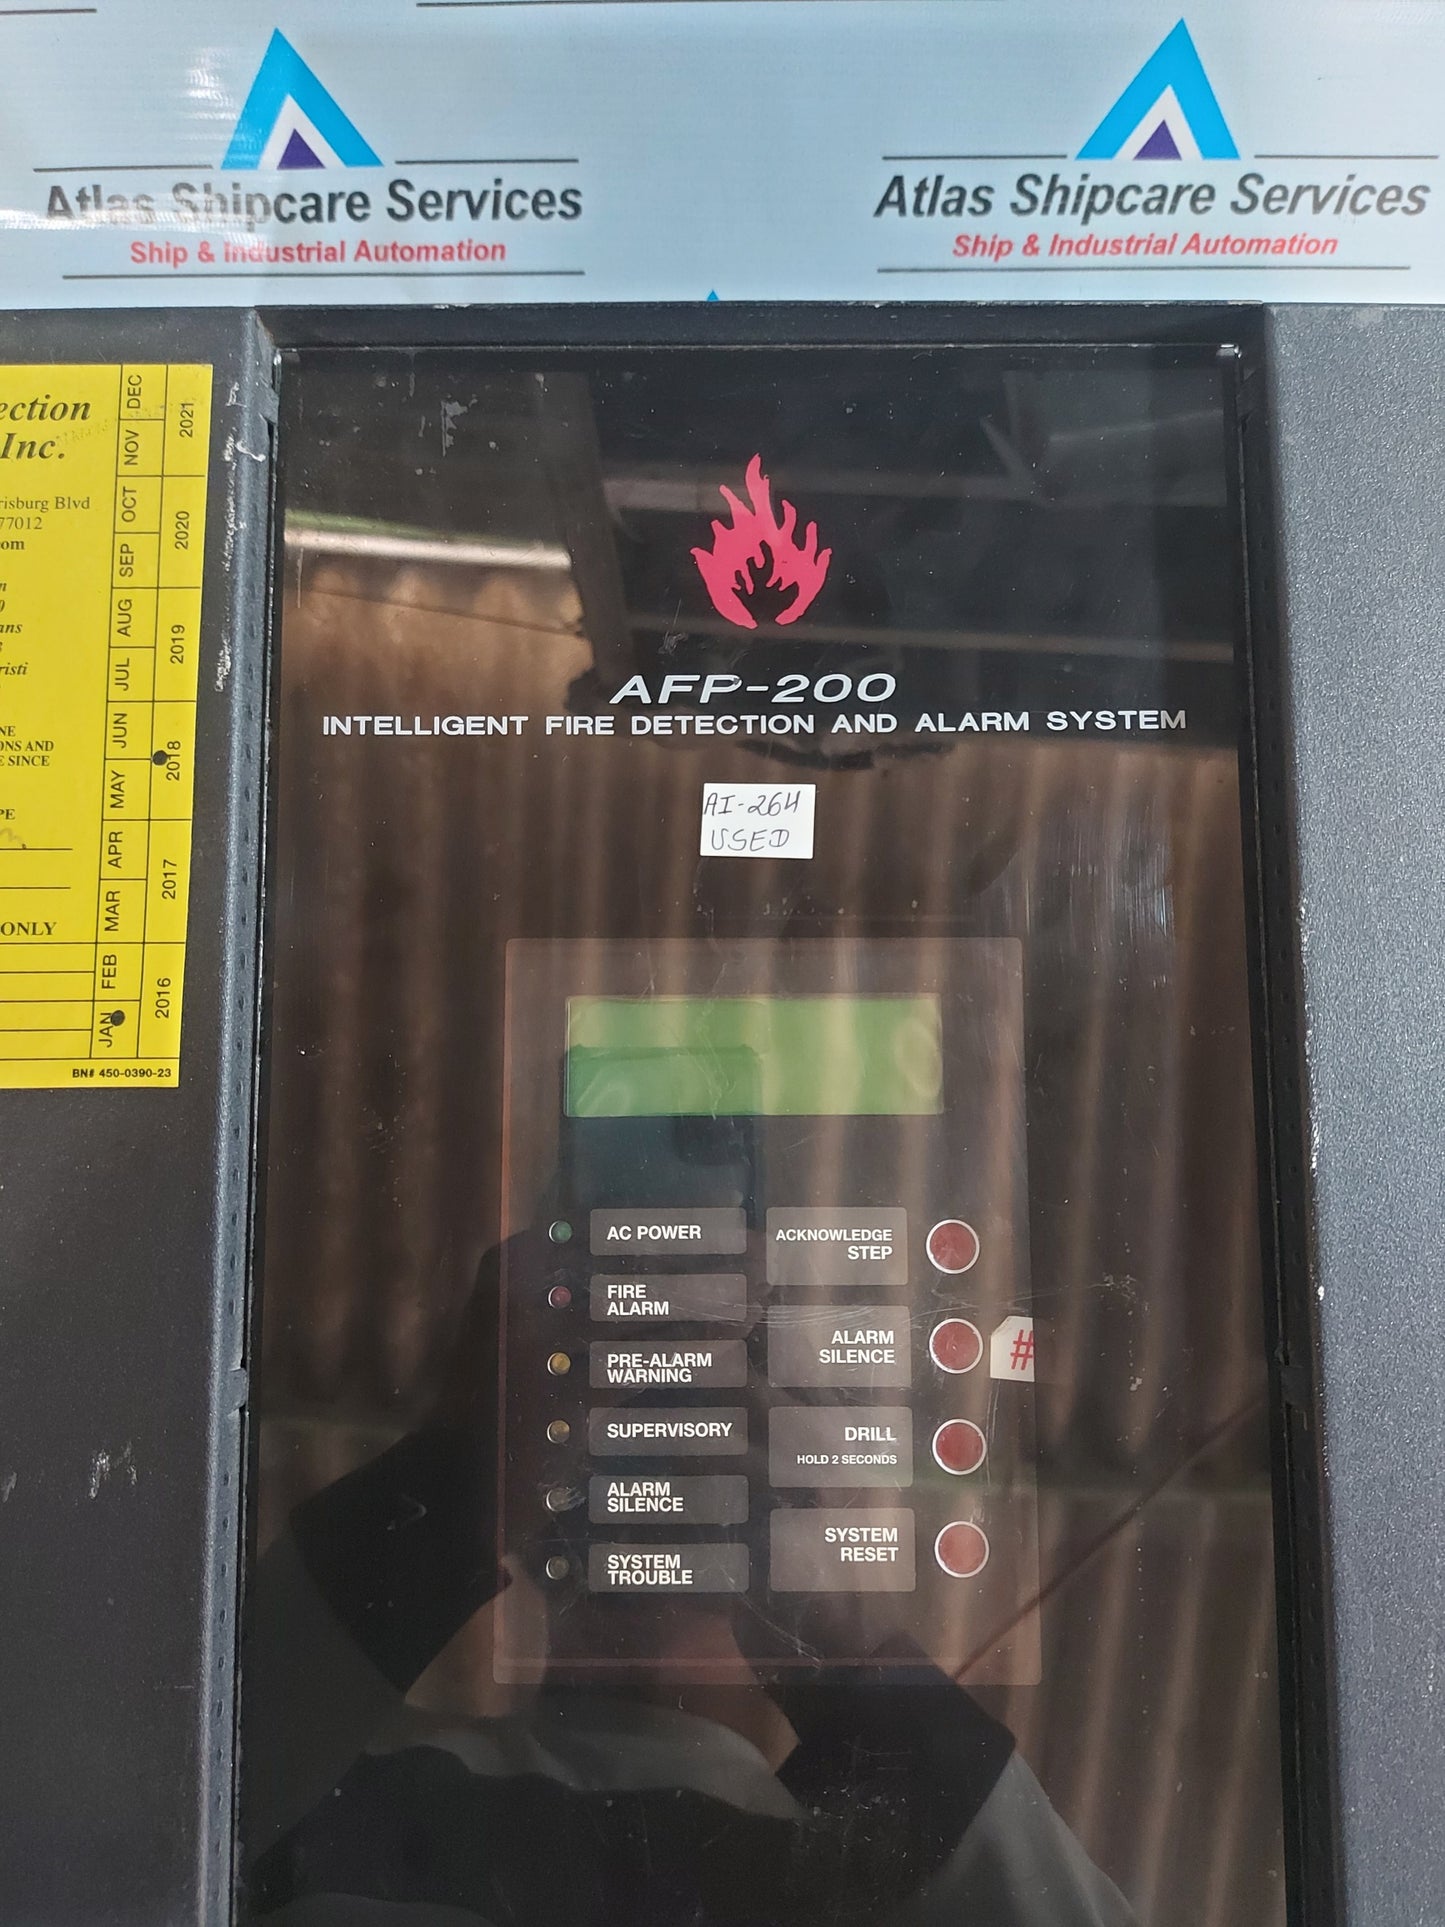 Atlas Shipcare Services
Ship & Industrial Automation
Atlas Shipcare Services
Ship & Industrial Automation
ection
Inc.
risburg Blvd
77012
om
n
0
ans
risti
NE
ONS AND
E SINCE
PE
ONLY
JAN FEB MAR APR MAY JUN JUL AUG SEP OCT NOV DEC
2016 2017 2018 2019 2020 2021
BN# 450-0390-23
AFP-200
INTELLIGENT FIRE DETECTION AND ALARM SYSTEM
AI-264
USED
AC POWER
FIRE
ALARM
PRE-ALARM
WARNING
SUPERVISORY
ALARM
SILENCE
SYSTEM
TROUBLE
ACKNOWLEDGE
STEP
ALARM
SILENCE
#
DRILL
HOLD 2 SECONDS
SYSTEM
RESET